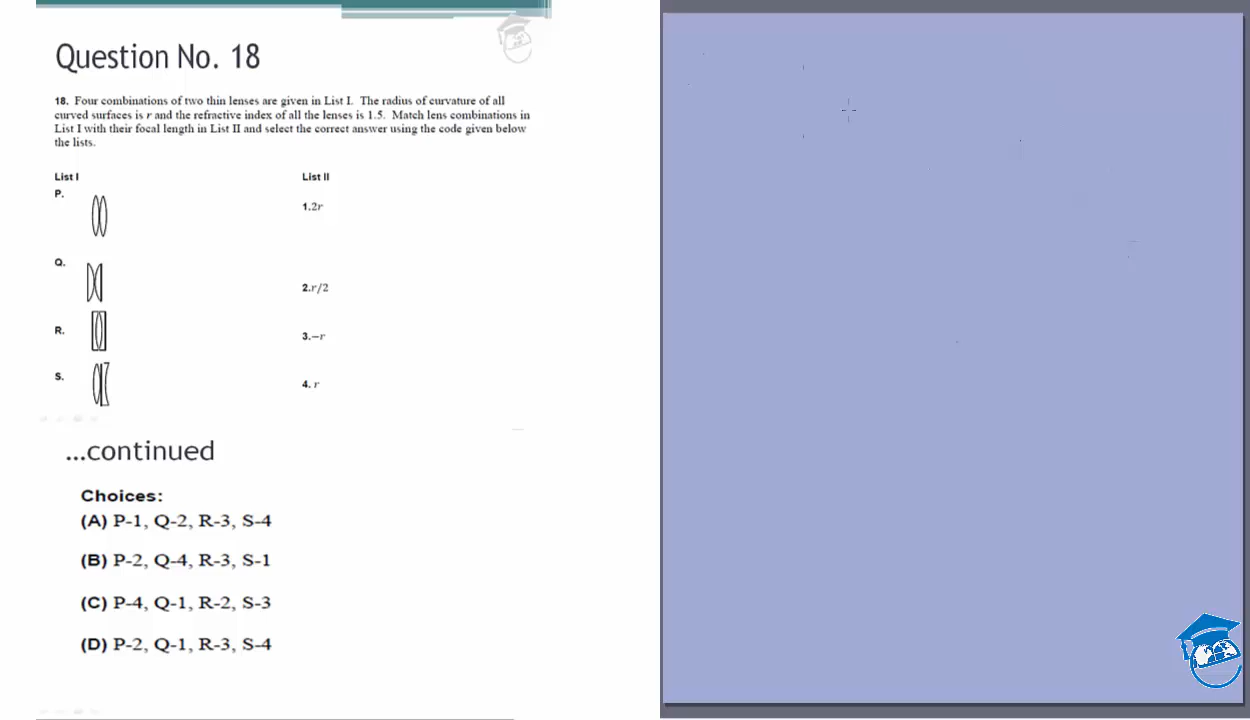 Question No. 18
18. Four combinations of two thin lenses are given in List I. The radius of curvature of all
curved surfaces is r and the refractive index of all the lenses is 1.5. Match lens combinations in
List I with their focal length in List II and select the correct answer using the code given below
the lists.
List I List II
P.
1.2r
Q.
2.r/2
R.
3.−r
S.
4. r
...continued
Choices:
(A) P-1, Q-2, R-3, S-4
(B) P-2, Q-4, R-3, S-1
(C) P-4, Q-1, R-2, S-3
(D) P-2, Q-1, R-3, S-4